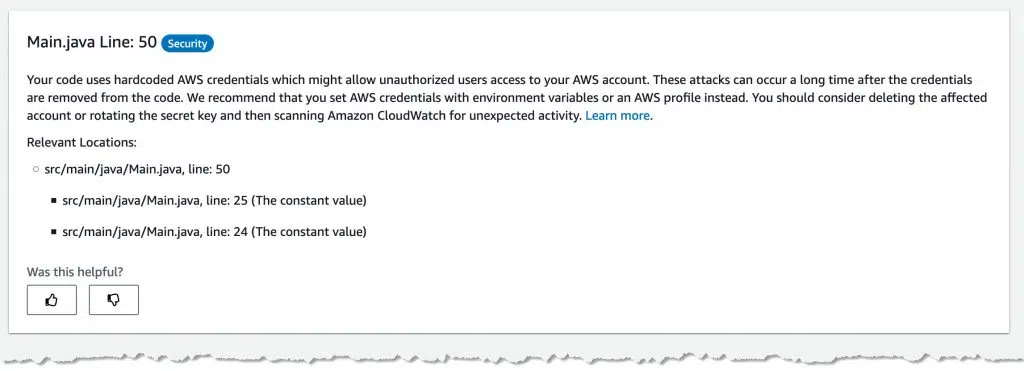 Main.java Line: 50 Security
Your code uses hardcoded AWS credentials which might allow unauthorized users access to your AWS account. These attacks can occur a long time after the credentials
are removed from the code. We recommend that you set AWS credentials with environment variables or an AWS profile instead. You should consider deleting the affected
account or rotating the secret key and then scanning Amazon CloudWatch for unexpected activity. Learn more.
Relevant Locations:
src/main/java/Main.java, line: 50
src/main/java/Main.java, line: 25 (The constant value)
src/main/java/Main.java, line: 24 (The constant value)
Was this helpful?